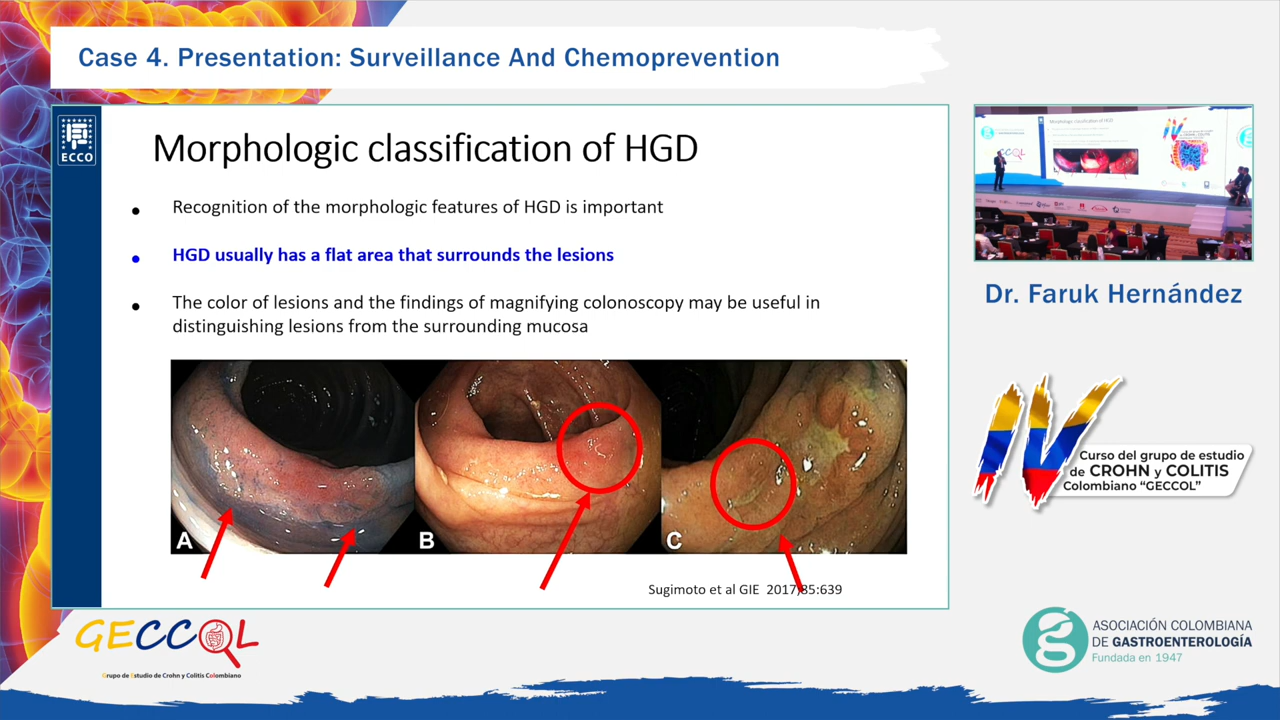 Case 4. Presentation: Surveillance And Chemoprevention
ECCO
Morphologic classification of HGD
• Recognition of the morphologic features of HGD is important
• HGD usually has a flat area that surrounds the lesions
• The color of lesions and the findings of magnifying colonoscopy may be useful in
distinguishing lesions from the surrounding mucosa
A
B
C
Sugimoto et al GIE 2017;85:639
Morphologic classification of HGD
Dr. Faruk Hernández
IV
Curso del grupo de estudio
de CROHN y COLITIS
Colombiano “GECCOL”
GECCOL
Grupo de Estudio de Crohn y Colitis Colombiano
ASOCIACIÓN COLOMBIANA
DE GASTROENTEROLOGÍA
Fundada en 1947